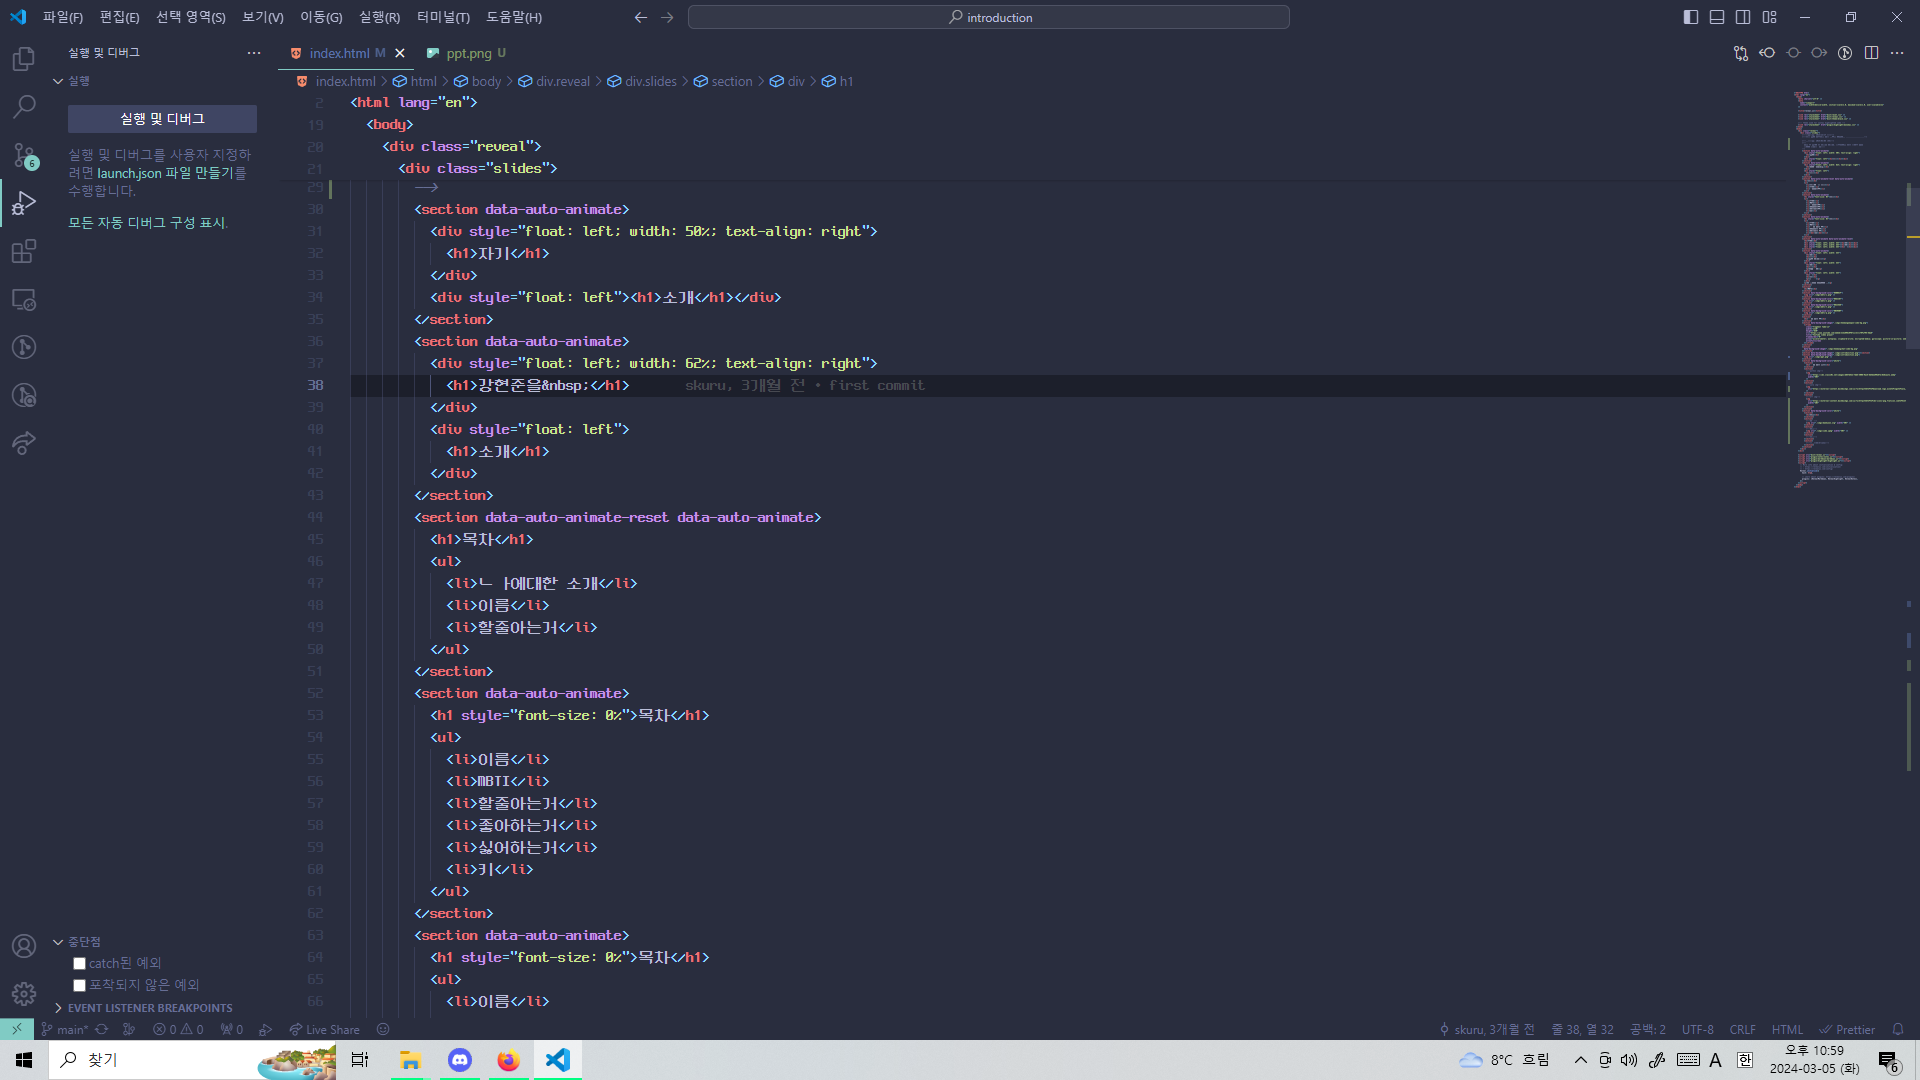 파일(F) 편집(E) 선택 영역(S) 보기(V) 이동(G) 실행(R) 터미널(T) 도움말(H)
introduction
실행 및 디버그
실행
실행 및 디버그
실행 및 디버그를 사용자 지정하
려면 launch.json 파일 만들기를
수행합니다.
모든 자동 디버그 구성 표시.
6
index.html M
ppt.png U
index.html > html > body > div.reveal > div.slides > section > div > h1
2 <html lang="en">
19 <body>
20 <div class="reveal">
21 <div class="slides">
29 -->
30 <section data-auto-animate>
31 <div style="float: left; width: 50%; text-align: right">
32 <h1>자기</h1>
33 </div>
34 <div style="float: left"><h1>소개</h1></div>
35 </section>
36 <section data-auto-animate>
37 <div style="float: left; width: 62%; text-align: right">
38 <h1>강현준을&nbsp;</h1> skuru, 3개월 전 • first commit
39 </div>
40 <div style="float: left">
41 <h1>소개</h1>
42 </div>
43 </section>
44 <section data-auto-animate-reset data-auto-animate>
45 <h1>목차</h1>
46 <ul>
47 <li>ㄴ ㅏ에대한 소개</li>
48 <li>이름</li>
49 <li>할줄아는거</li>
50 </ul>
51 </section>
52 <section data-auto-animate>
53 <h1 style="font-size: 0%">목차</h1>
54 <ul>
55 <li>이름</li>
56 <li>MBTI</li>
57 <li>할줄아는거</li>
58 <li>좋아하는거</li>
59 <li>싫어하는거</li>
60 <li>키</li>
61 </ul>
62 </section>
63 <section data-auto-animate>
64 <h1 style="font-size: 0%">목차</h1>
65 <ul>
66 <li>이름</li>
중단점
catch된 예외
포착되지 않은 예외
EVENT LISTENER BREAKPOINTS
main* 0 0 0 Live Share
skuru, 3개월 전 줄 38, 열 32 공백: 2 UTF-8 CRLF HTML Prettier
찾기
8°C 흐림
A 한
오후 10:59
2024-03-05 (화)
6